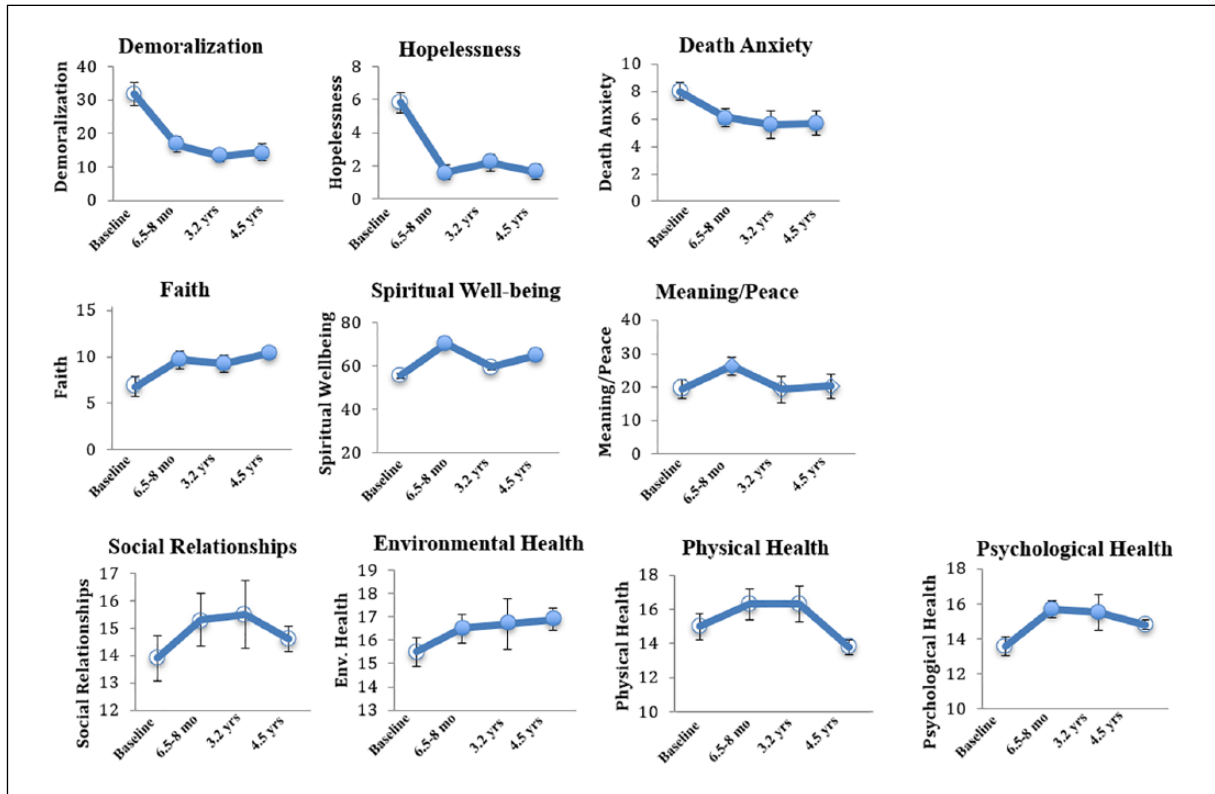 Demoralization
Demoralization
40
30
20
10
0
Baseline
6.5-8 mo
3.2 yrs
4.5 yrs
Hopelessness
Hopelessness
8
6
4
2
0
Baseline
6.5-8 mo
3.2 yrs
4.5 yrs
Death Anxiety
Death Anxiety
10
8
6
4
2
0
Baseline
6.5-8 mo
3.2 yrs
4.5 yrs
Faith
Faith
15
10
5
0
Baseline
6.5-8 mo
3.2 yrs
4.5 yrs
Spiritual Well-being
Spiritual Wellbeing
80
60
40
20
Baseline
6.5-8 mo
3.2 yrs
4.5 yrs
Meaning/Peace
Meaning/Peace
40
30
20
10
0
Baseline
6.5-8 mo
3.2 yrs
4.5 yrs
Social Relationships
Social Relationships
17
16
15
14
13
12
Baseline
6.5-8 mo
3.2 yrs
4.5 yrs
Environmental Health
Env. Health
19
18
17
16
15
14
13
Baseline
6.5-8 mo
3.2 yrs
4.5 yrs
Physical Health
Physical Health
18
16
14
12
10
Baseline
6.5-8 mo
3.2 yrs
4.5 yrs
Psychological Health
Psychological Health
18
16
14
12
10
Baseline
6.5-8 mo
3.2 yrs
4.5 yrs